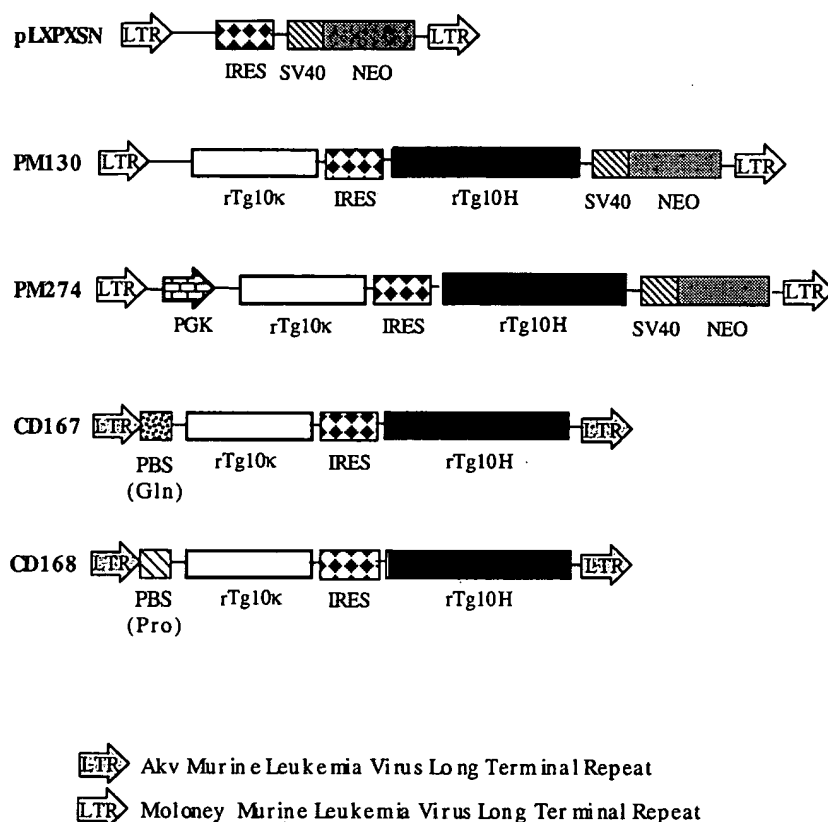 pLXPXSN LTR LTR
IRES SV40 NEO
PM130 LTR LTR
rTg10κ IRES rTg10H SV40 NEO
PM274 LTR LTR
PGK rTg10κ IRES rTg10H SV40 NEO
CD167 LTR LTR
PBS rTg10κ IRES rTg10H
(Gln)
CD168 LTR LTR
PBS rTg10κ IRES rTg10H
(Pro)
LTR Akv Murine Leukemia Virus Long Terminal Repeat
LTR Moloney Murine Leukemia Virus Long Terminal Repeat